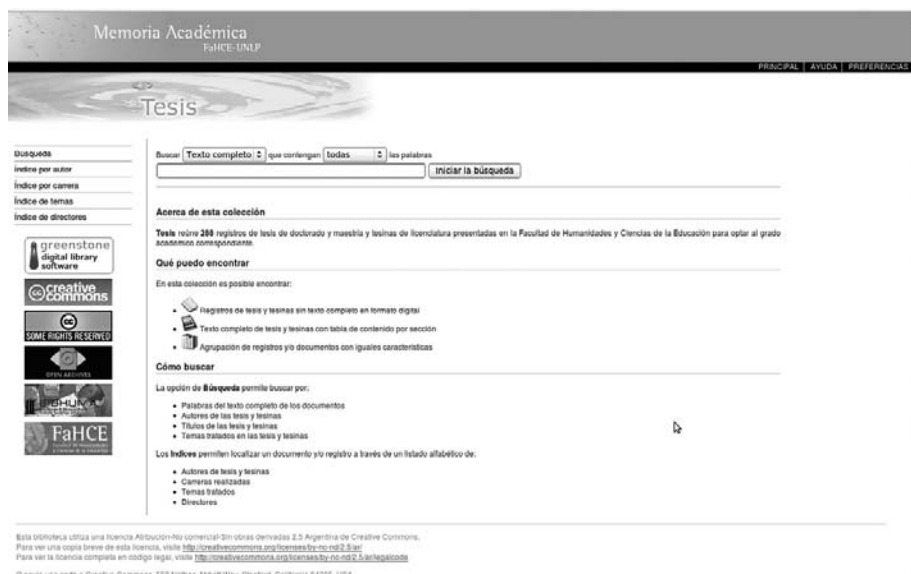 Memoria Académica
FaHCE-UNLP
PRINCIPAL | AYUDA | PREFERENCIAS
Tesis
Búsqueda
Índice por autor
Índice por carrera
Índice de temas
Índice de directores
greenstone
digital library
software
cc creative
commons
cc
SOME RIGHTS RESERVED
OPEN ARCHIVES
FaHCE
Buscar Texto completo que contengan todas las palabras
Iniciar la búsqueda
Acerca de esta colección
Tesis reúne 280 registros de tesis de doctorado y maestría y tesinas de licenciatura presentadas en la Facultad de Humanidades y Ciencias de la Educación para optar al grado
académico correspondiente.
Qué puedo encontrar
En esta colección es posible encontrar:
• Registros de tesis y tesinas sin texto completo en formato digital
• Texto completo de tesis y tesinas con tabla de contenido por sección
• Agrupación de registros y/o documentos con iguales características
Cómo buscar
La opción de Búsqueda permite buscar por:
• Palabras del texto completo de los documentos
• Autores de las tesis y tesinas
• Títulos de las tesis y tesinas
• Temas tratados en las tesis y tesinas
Los Indices permiten localizar un documento y/o registro a través de un listado alfabético de:
• Autores de tesis y tesinas
• Carreras realizadas
• Temas tratados
• Directores
Esta biblioteca utiliza una licencia Atribución-No comercial-Sin obras derivadas 2.5 Argentina de Creative Commons.
Para ver una copia breve de esta licencia, visite http://creativecommons.org/licenses/by-nc-nd/2.5/ar/
Para ver la licencia completa en código legal, visite http://creativecommons.org/licenses/by-nc-nd/2.5/ar/legalcode